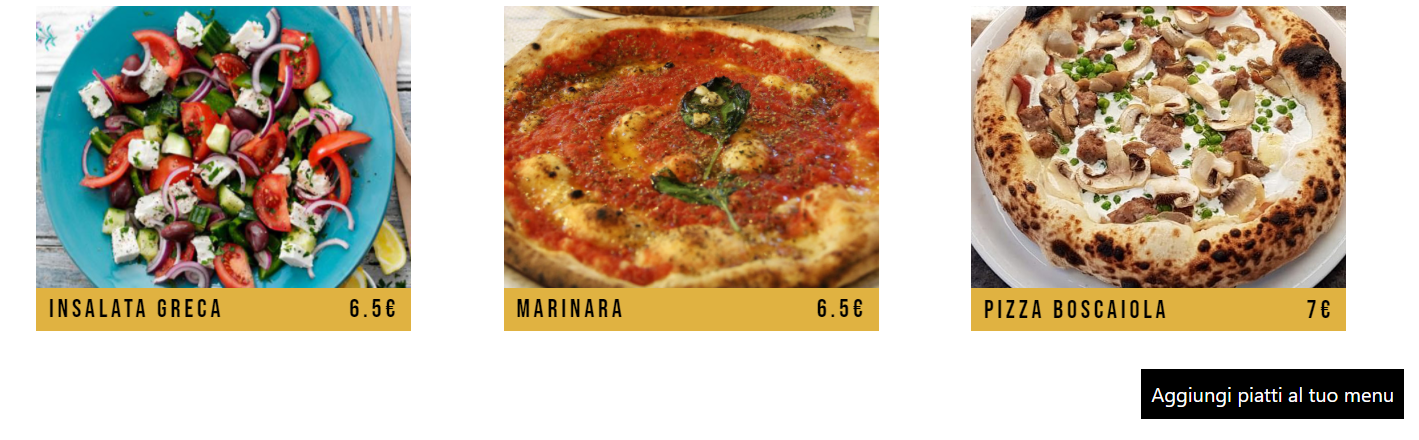 INSALATA GRECA 6.5€
MARINARA 6.5€
PIZZA BOSCAIOLA 7€
Aggiungi piatti al tuo menu